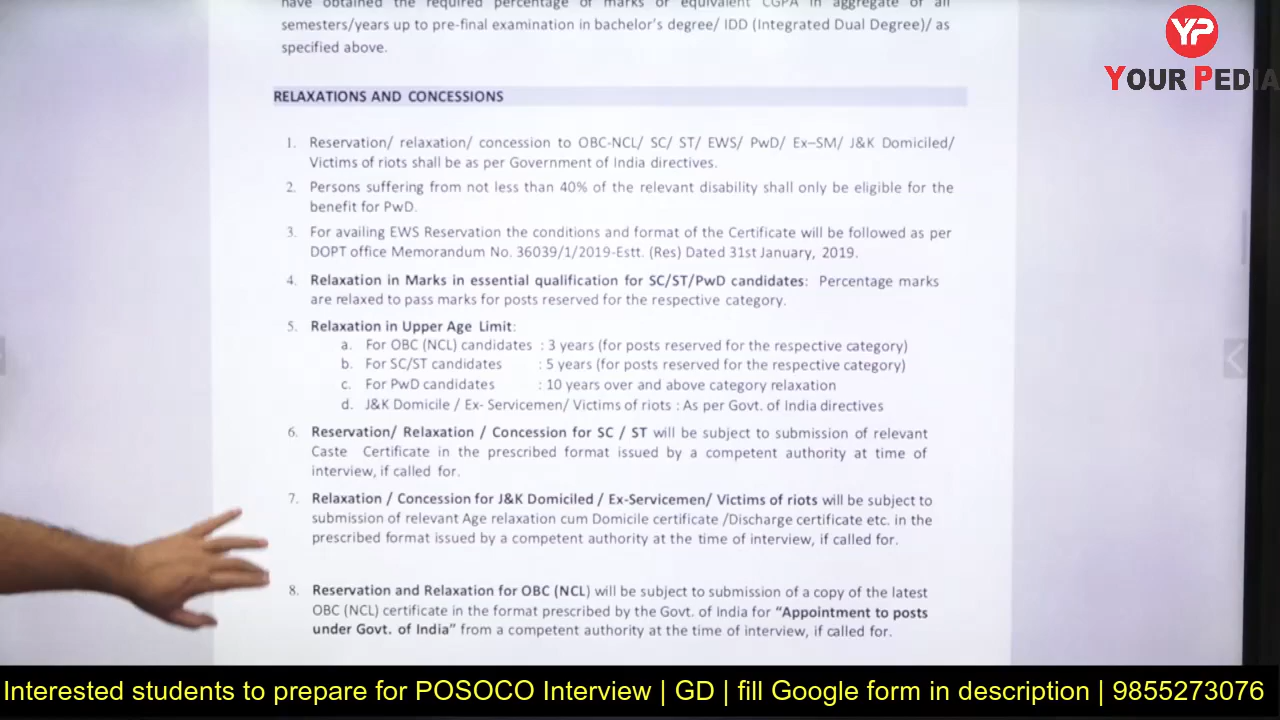 have obtained the required percentage of marks or equivalent CGPA in aggregate of all
semesters/years up to pre-final examination in bachelor's degree/ IDD (Integrated Dual Degree)/ as
specified above.
YP
YOUR PEDIA
RELAXATIONS AND CONCESSIONS
1. Reservation/ relaxation/ concession to OBC-NCL/ SC/ ST/ EWS/ PwD/ Ex–SM/ J&K Domiciled/
Victims of riots shall be as per Government of India directives.
2. Persons suffering from not less than 40% of the relevant disability shall only be eligible for the
benefit for PwD.
3. For availing EWS Reservation the conditions and format of the Certificate will be followed as per
DOPT office Memorandum No. 36039/1/2019-Estt. (Res) Dated 31st January, 2019.
4. Relaxation in Marks in essential qualification for SC/ST/PwD candidates: Percentage marks
are relaxed to pass marks for posts reserved for the respective category.
5. Relaxation in Upper Age Limit:
a. For OBC (NCL) candidates : 3 years (for posts reserved for the respective category)
b. For SC/ST candidates : 5 years (for posts reserved for the respective category)
c. For PwD candidates : 10 years over and above category relaxation
d. J&K Domicile / Ex- Servicemen/ Victims of riots : As per Govt. of India directives
6. Reservation/ Relaxation / Concession for SC / ST will be subject to submission of relevant
Caste Certificate in the prescribed format issued by a competent authority at time of
interview, if called for.
7. Relaxation / Concession for J&K Domiciled / Ex-Servicemen/ Victims of riots will be subject to
submission of relevant Age relaxation cum Domicile certificate /Discharge certificate etc. in the
prescribed format issued by a competent authority at the time of interview, if called for.
8. Reservation and Relaxation for OBC (NCL) will be subject to submission of a copy of the latest
OBC (NCL) certificate in the format prescribed by the Govt. of India for "Appointment to posts
under Govt. of India" from a competent authority at the time of interview, if called for.
Interested students to prepare for POSOCO Interview | GD | fill Google form in description | 9855273076